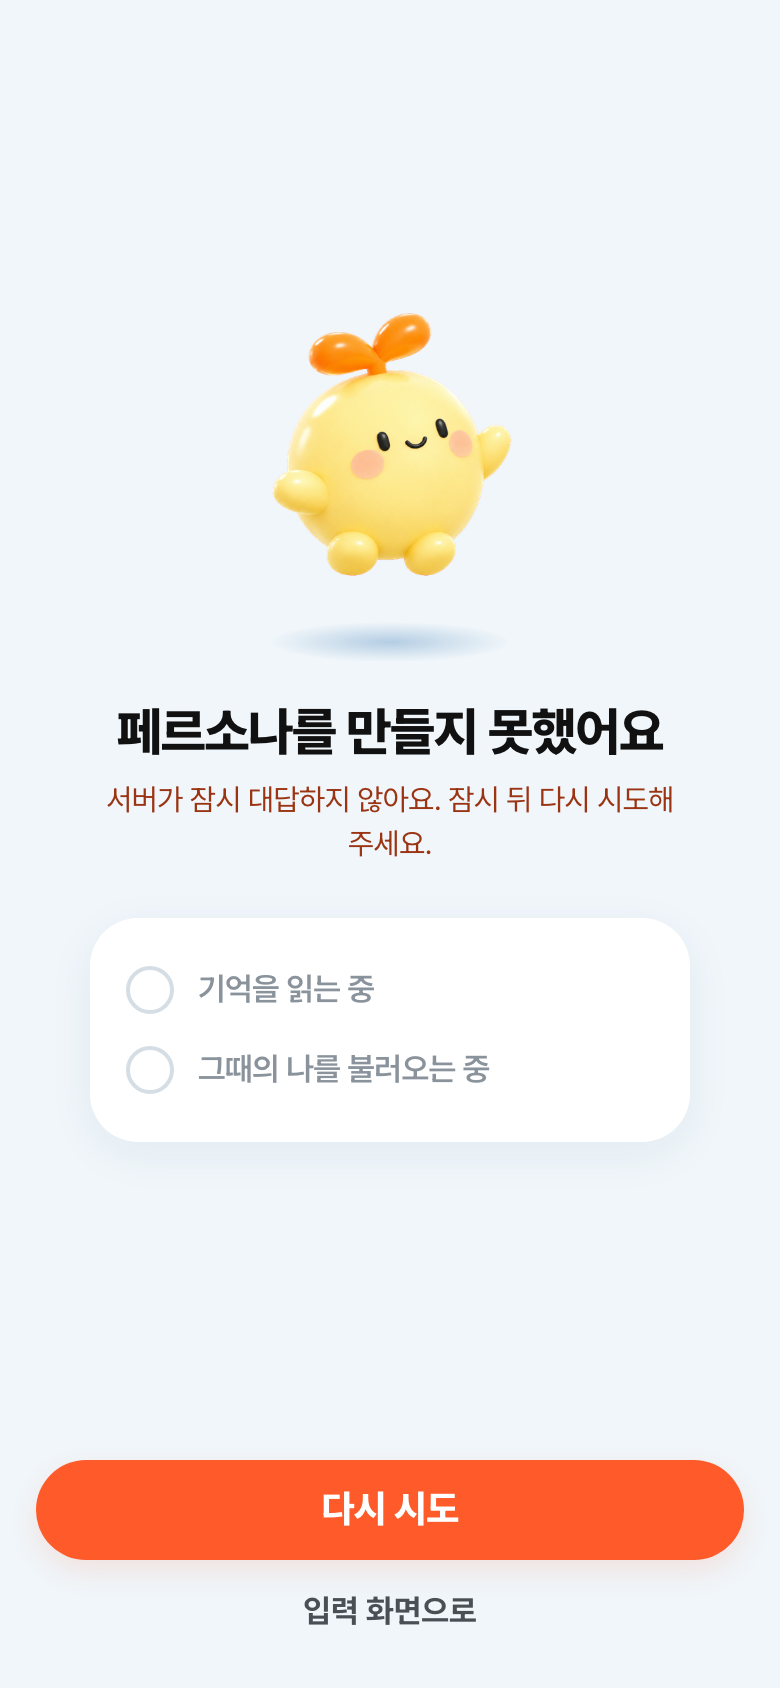 페르소나를 만들지 못했어요
서버가 잠시 대답하지 않아요. 잠시 뒤 다시 시도해
주세요.
기억을 읽는 중
그때의 나를 불러오는 중
다시 시도
입력 화면으로